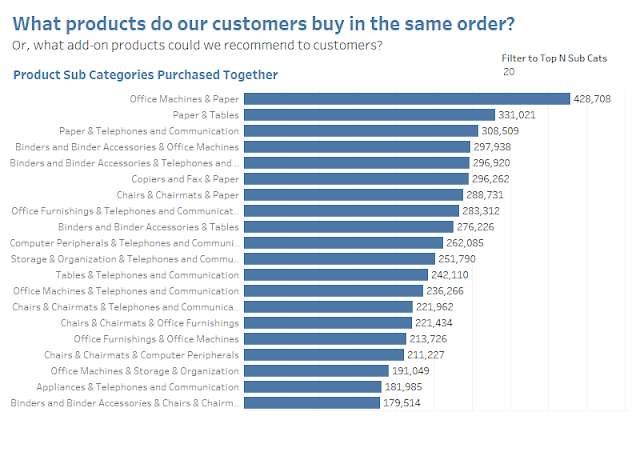 What products do our customers buy in the same order?
Or, what add-on products could we recommend to customers?
Filter to Top N Sub Cats
20
Product Sub Categories Purchased Together
Office Machines & Paper 428,708
Paper & Tables 331,021
Paper & Telephones and Communication 308,509
Binders and Binder Accessories & Office Machines 297,938
Binders and Binder Accessories & Telephones and .. 296,920
Copiers and Fax & Paper 296,262
Chairs & Chairmats & Paper 288,731
Office Furnishings & Telephones and Communicat.. 283,312
Binders and Binder Accessories & Tables 276,226
Computer Peripherals & Telephones and Communi.. 262,085
Storage & Organization & Telephones and Commu.. 251,790
Tables & Telephones and Communication 242,110
Office Machines & Telephones and Communication 236,266
Chairs & Chairmats & Telephones and Communica.. 221,962
Chairs & Chairmats & Office Furnishings 221,434
Office Furnishings & Office Machines 213,726
Chairs & Chairmats & Computer Peripherals 211,227
Office Machines & Storage & Organization 191,049
Appliances & Telephones and Communication 181,985
Binders and Binder Accessories & Chairs & Chairm.. 179,514